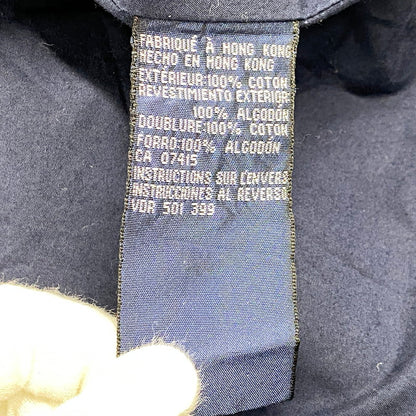 FABRIQUÉ À HONG KONG
HECHO EN HONG KONG
EXTÉRIEUR:100% COTON
REVESTIMIENTO EXTERIOR:
100% ALGODÓN
DOUBLURE:100% COTON
FORRO:100% ALGODÓN
CA 07415
INSTRUCTIONS SUR L'ENVERS
INSTRUCCIONES AL REVERSO
VDR 501 399